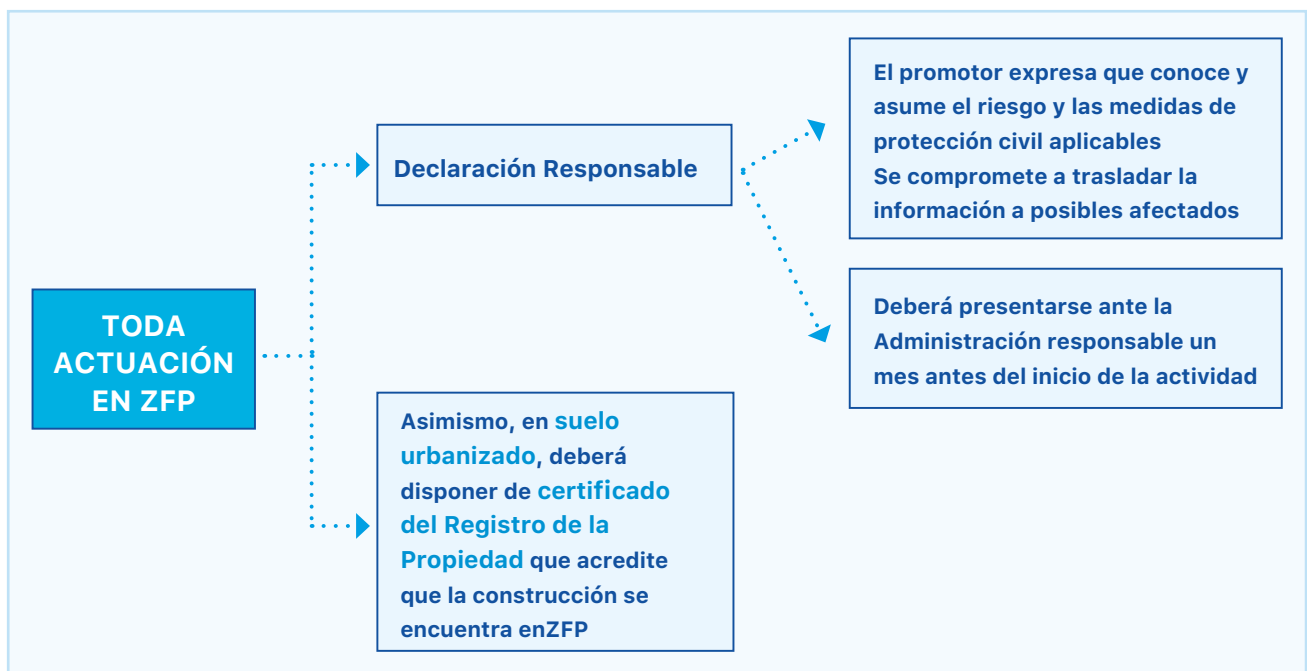 TODA
ACTUACIÓN
EN ZFP
Declaración Responsable
El promotor expresa que conoce y
asume el riesgo y las medidas de
protección civil aplicables
Se compromete a trasladar la
información a posibles afectados
Deberá presentarse ante la
Administración responsable un
mes antes del inicio de la actividad
Asimismo, en suelo
urbanizado, deberá
disponer de certificado
del Registro de la
Propiedad que acredite
que la construcción se
encuentra enZFP